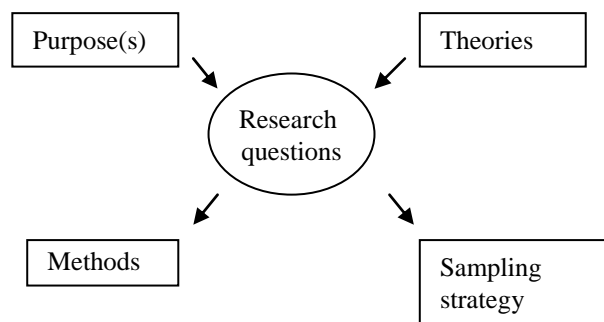 Purpose(s)
Theories
Research
questions
Methods
Sampling
strategy